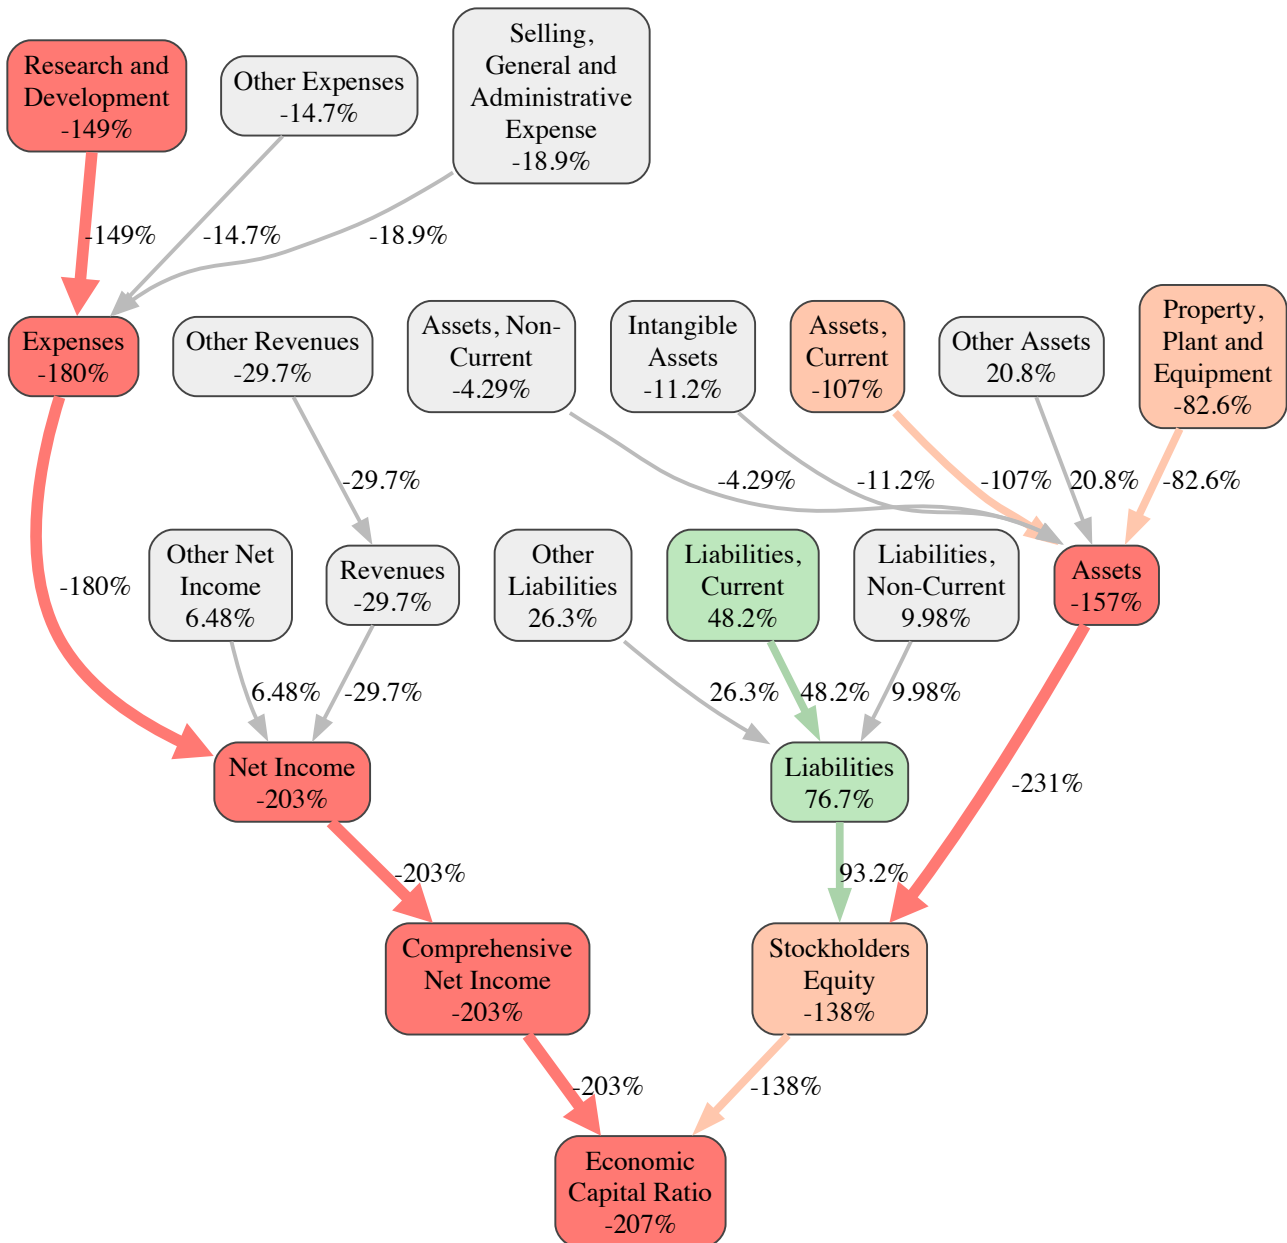 Research and
Development
-149%
Other Expenses
-14.7%
Selling,
General and
Administrative
Expense
-18.9%
-149%
-14.7%
-18.9%
Expenses
-180%
Other Revenues
-29.7%
Assets, Non-
Current
-4.29%
Intangible
Assets
-11.2%
Assets,
Current
-107%
Other Assets
20.8%
Property,
Plant and
Equipment
-82.6%
-29.7%
-4.29%
-11.2%
-107%
20.8%
-82.6%
-180%
Other Net
Income
6.48%
Revenues
-29.7%
Other
Liabilities
26.3%
Liabilities,
Current
48.2%
Liabilities,
Non-Current
9.98%
Assets
-157%
6.48%
-29.7%
26.3%
48.2%
9.98%
Net Income
-203%
Liabilities
76.7%
-231%
-203%
93.2%
Comprehensive
Net Income
-203%
Stockholders
Equity
-138%
-203%
-138%
Economic
Capital Ratio
-207%